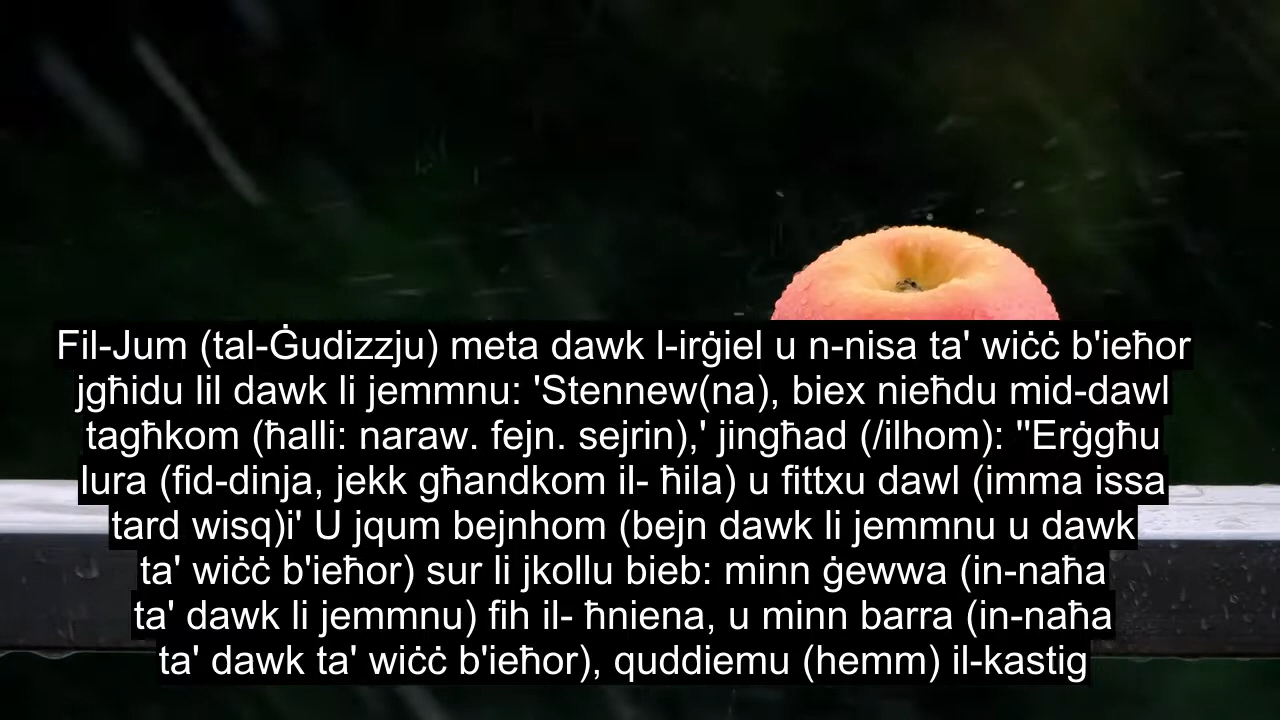 Fil-Jum (tal-Ġudizzju) meta dawk l-irġiel u n-nisa ta' wiċċ b'ieħor
jgħidu lil dawk li jemmnu: 'Stennew(na), biex nieħdu mid-dawl
tagħkom (ħalli: naraw. fejn. sejrin),' jingħad (/ilhom): "Erġgħu
lura (fid-dinja, jekk għandkom il- ħila) u fittxu dawl (imma issa
tard wisq)i' U jqum bejnhom (bejn dawk li jemmnu u dawk
ta' wiċċ b'ieħor) sur li jkollu bieb: minn ġewwa (in-naħa
ta' dawk li jemmnu) fih il- ħniena, u minn barra (in-naħa
ta' dawk ta' wiċċ b'ieħor), quddiemu (hemm) il-kastig